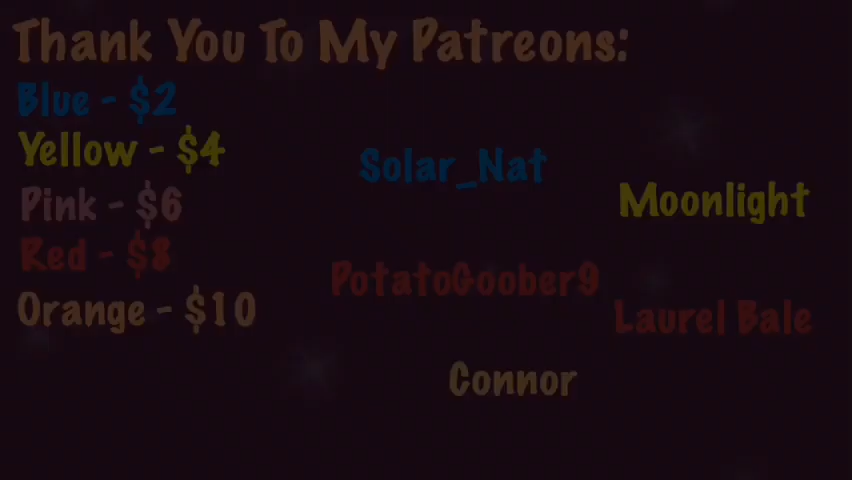 Thank You To My Patreons:
Blue - $2
Yellow - $4
Pink - $6
Red - $8
Orange - $10
Solar_Nat
Moonlight
PotatoGoober9
Laurel Bale
Connor